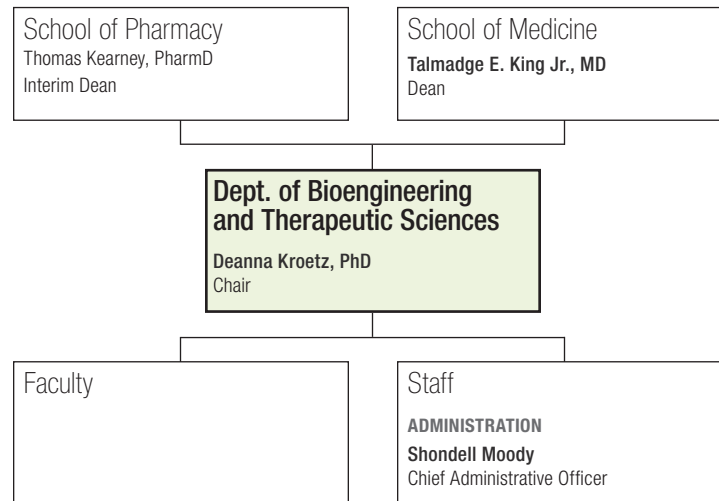 School of Pharmacy
Thomas Kearney, PharmD
Interim Dean
School of Medicine
Talmadge E. King Jr., MD
Dean
Dept. of Bioengineering
and Therapeutic Sciences
Deanna Kroetz, PhD
Chair
Faculty
Staff
ADMINISTRATION
Shondell Moody
Chief Administrative Officer